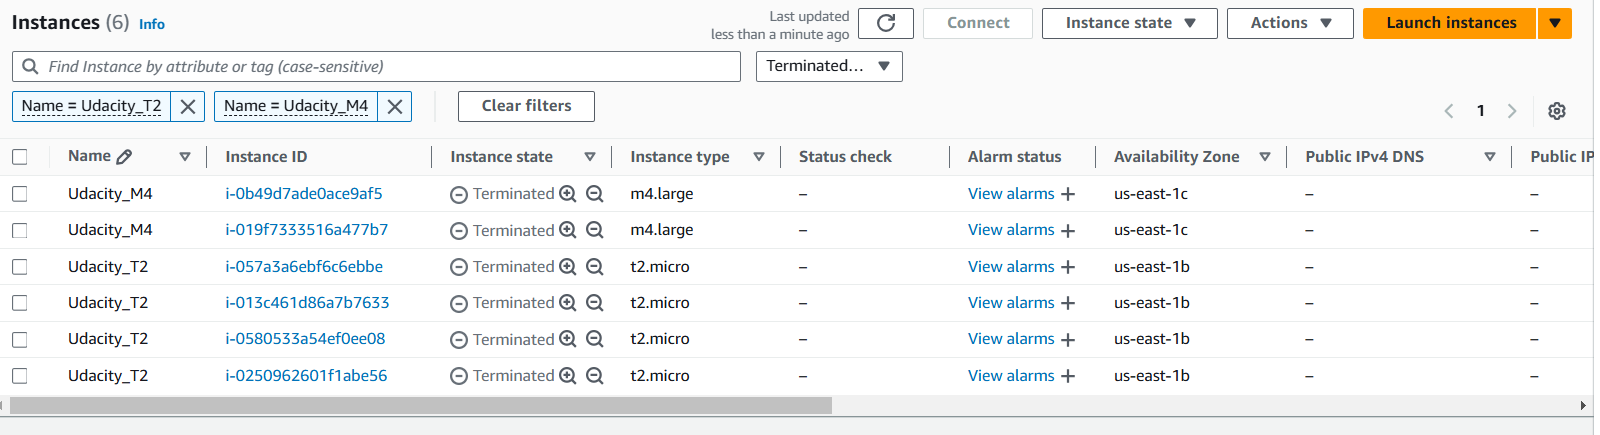 Instances (6) Info
Last updated
less than a minute ago
Connect
Instance state
Actions
Launch instances
Find Instance by attribute or tag (case-sensitive)
Terminated...
Name = Udacity_T2
Name = Udacity_M4
Clear filters
1
Name Instance ID Instance state Instance type Status check Alarm status Availability Zone Public IPv4 DNS Public IP
Udacity_M4 i-0b49d7ade0ace9af5 Terminated m4.large – View alarms + us-east-1c – –
Udacity_M4 i-019f7333516a477b7 Terminated m4.large – View alarms + us-east-1c – –
Udacity_T2 i-057a3a6ebf6c6ebbe Terminated t2.micro – View alarms + us-east-1b – –
Udacity_T2 i-013c461d86a7b7633 Terminated t2.micro – View alarms + us-east-1b – –
Udacity_T2 i-0580533a54ef0ee08 Terminated t2.micro – View alarms + us-east-1b – –
Udacity_T2 i-0250962601f1abe56 Terminated t2.micro – View alarms + us-east-1b – –